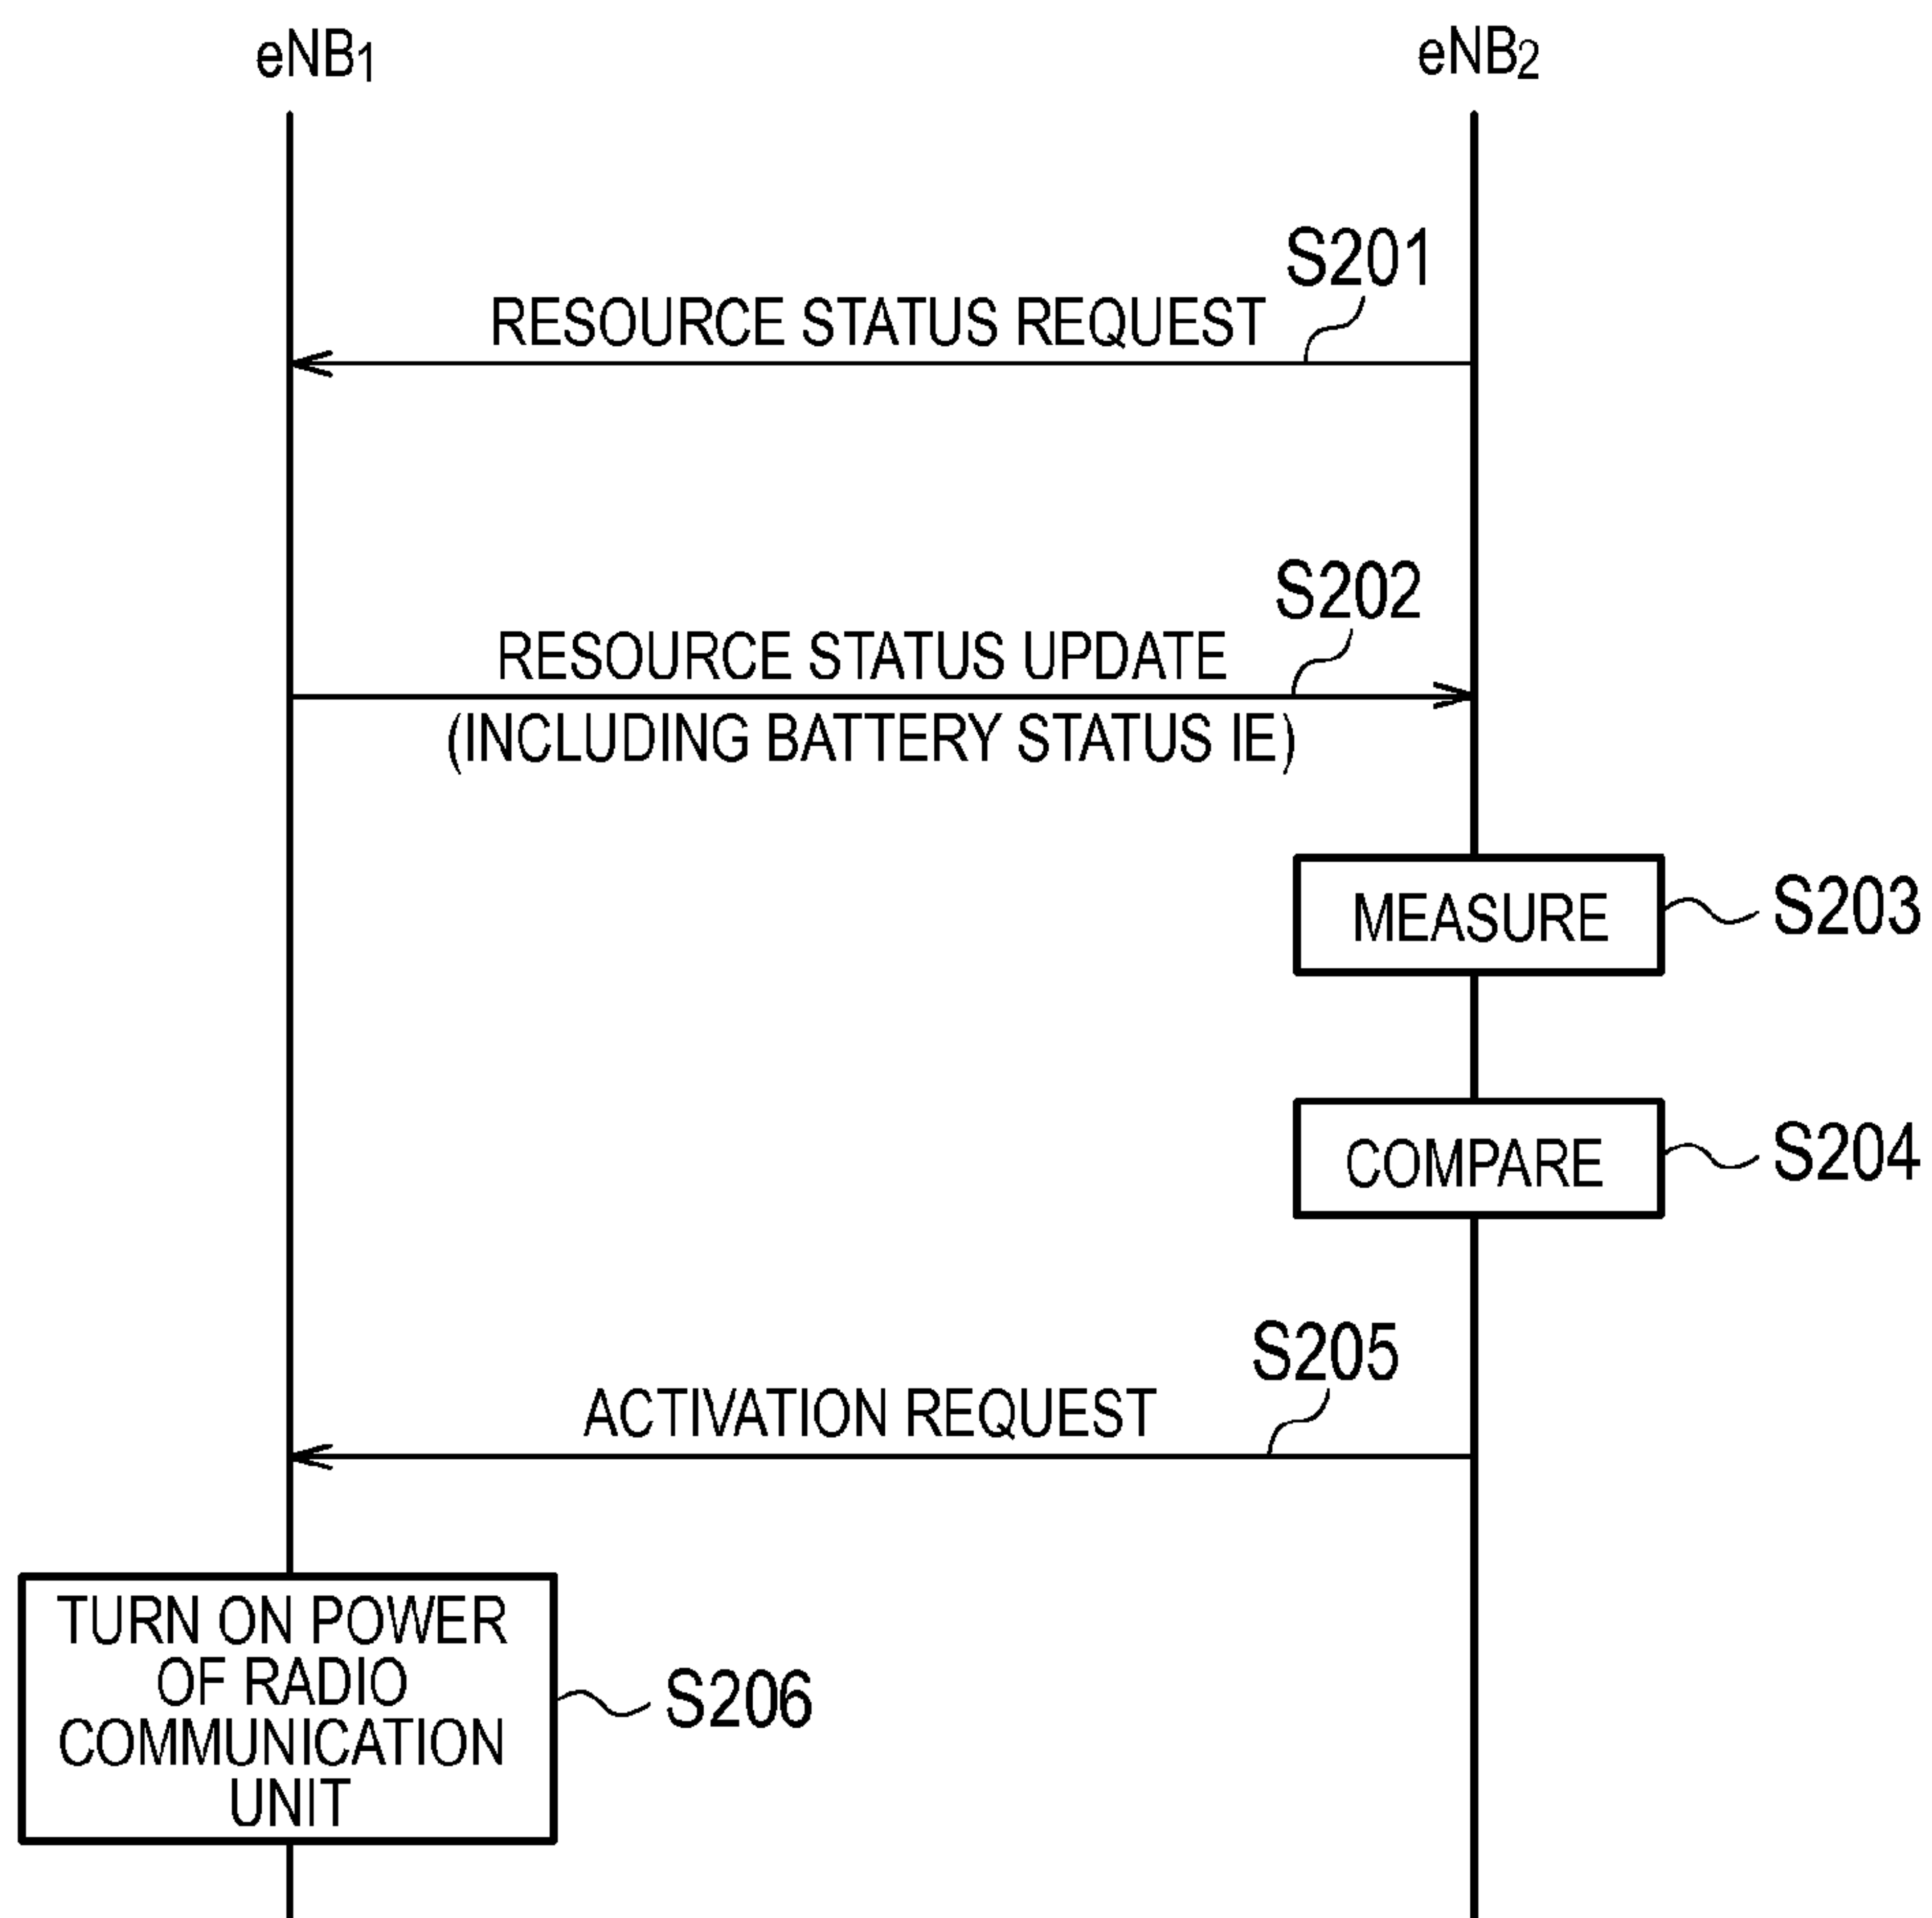 eNB1
eNB2
S201
RESOURCE STATUS REQUEST
S202
RESOURCE STATUS UPDATE
(INCLUDING BATTERY STATUS IE)
MEASURE
S203
COMPARE
S204
S205
ACTIVATION REQUEST
TURN ON POWER
OF RADIO
COMMUNICATION
UNIT
S206